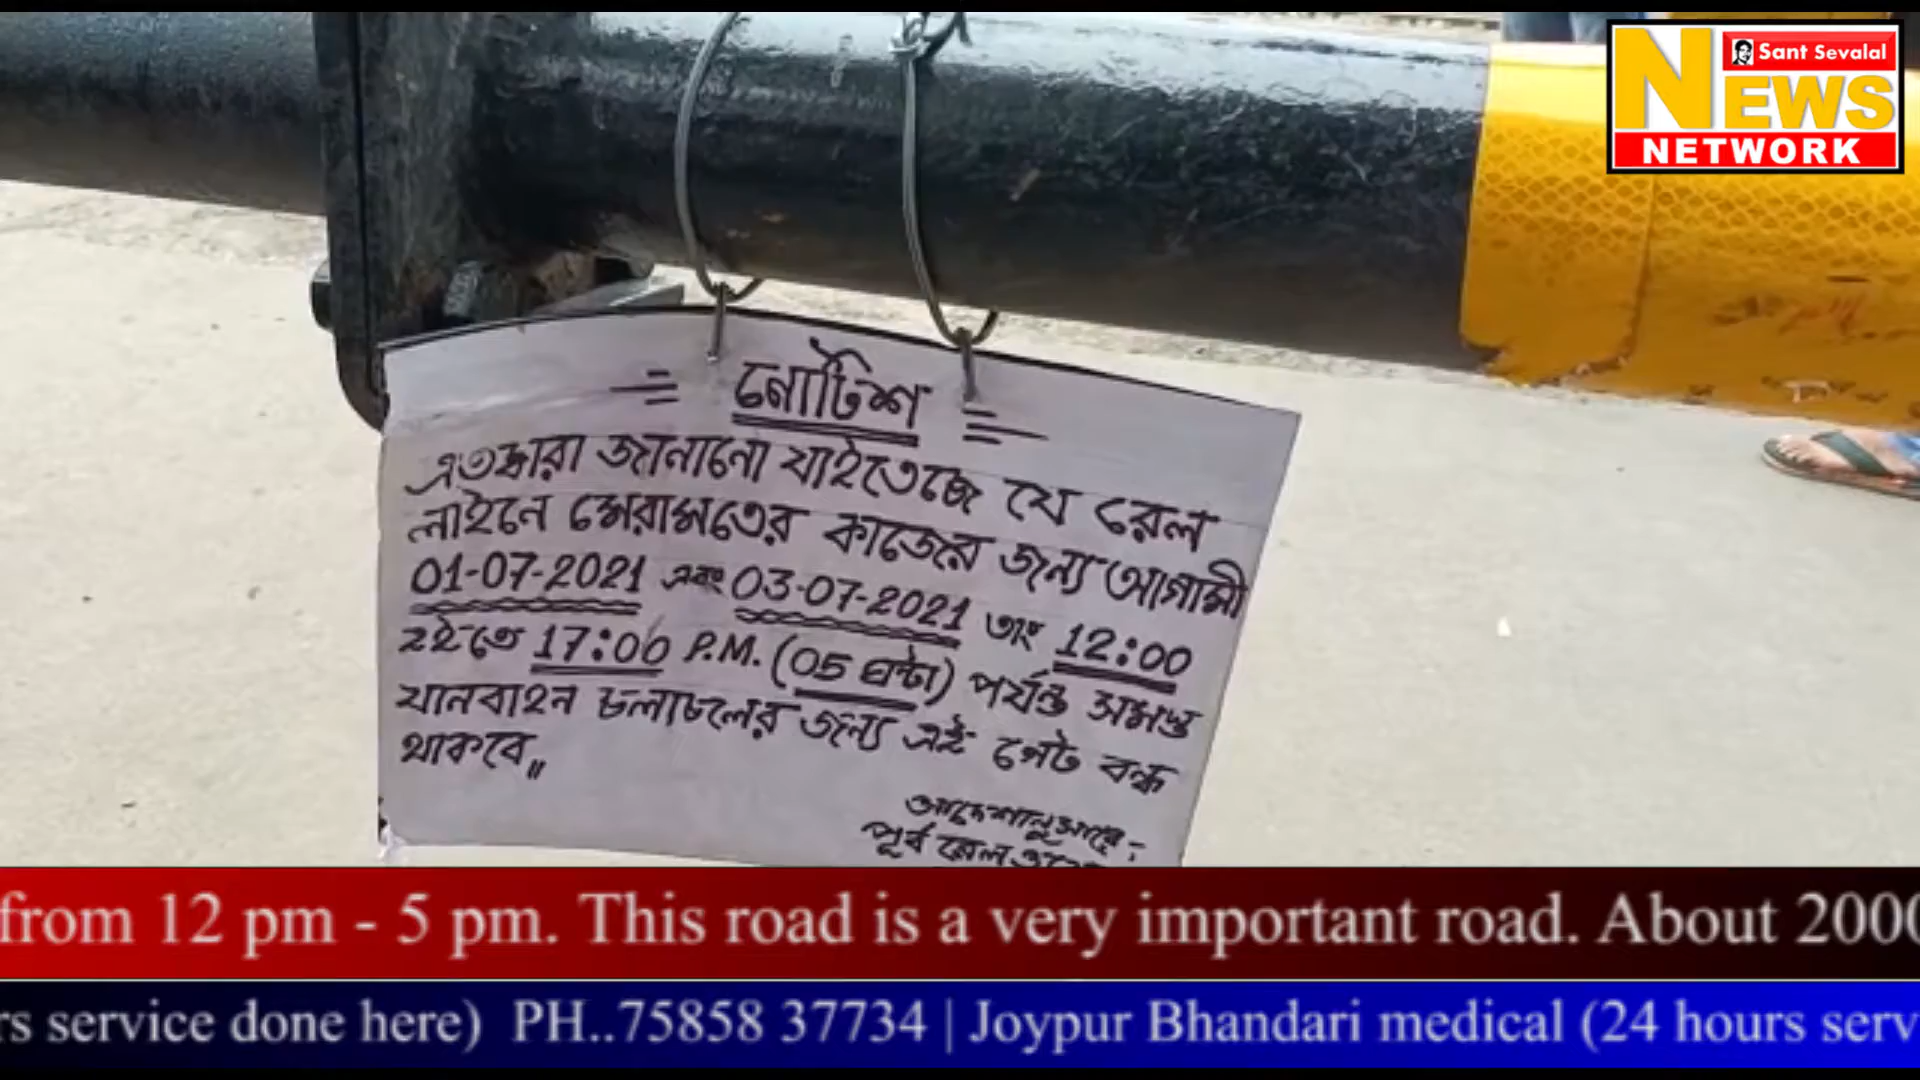 Sant Sevalal
NEWS
NETWORK
নোটিশ
এতদ্বারা জানানো যাইতেছে যে রেল
লাইনে মেরামতের কাজের জন্য আগামী
01-07-2021 এবং 03-07-2021 তাং 12:00
হইতে 17:00 P.M. (05 ঘন্টা) পর্যন্ত সমস্ত
যানবাহন চলাচলের জন্য এই গেট বন্ধ
থাকবে॥
আদেশানুসারে :
পূর্ব রেলওয়ে
from 12 pm - 5 pm. This road is a very important road. About 2000
rs service done here) PH..75858 37734 | Joypur Bhandari medical (24 hours serv